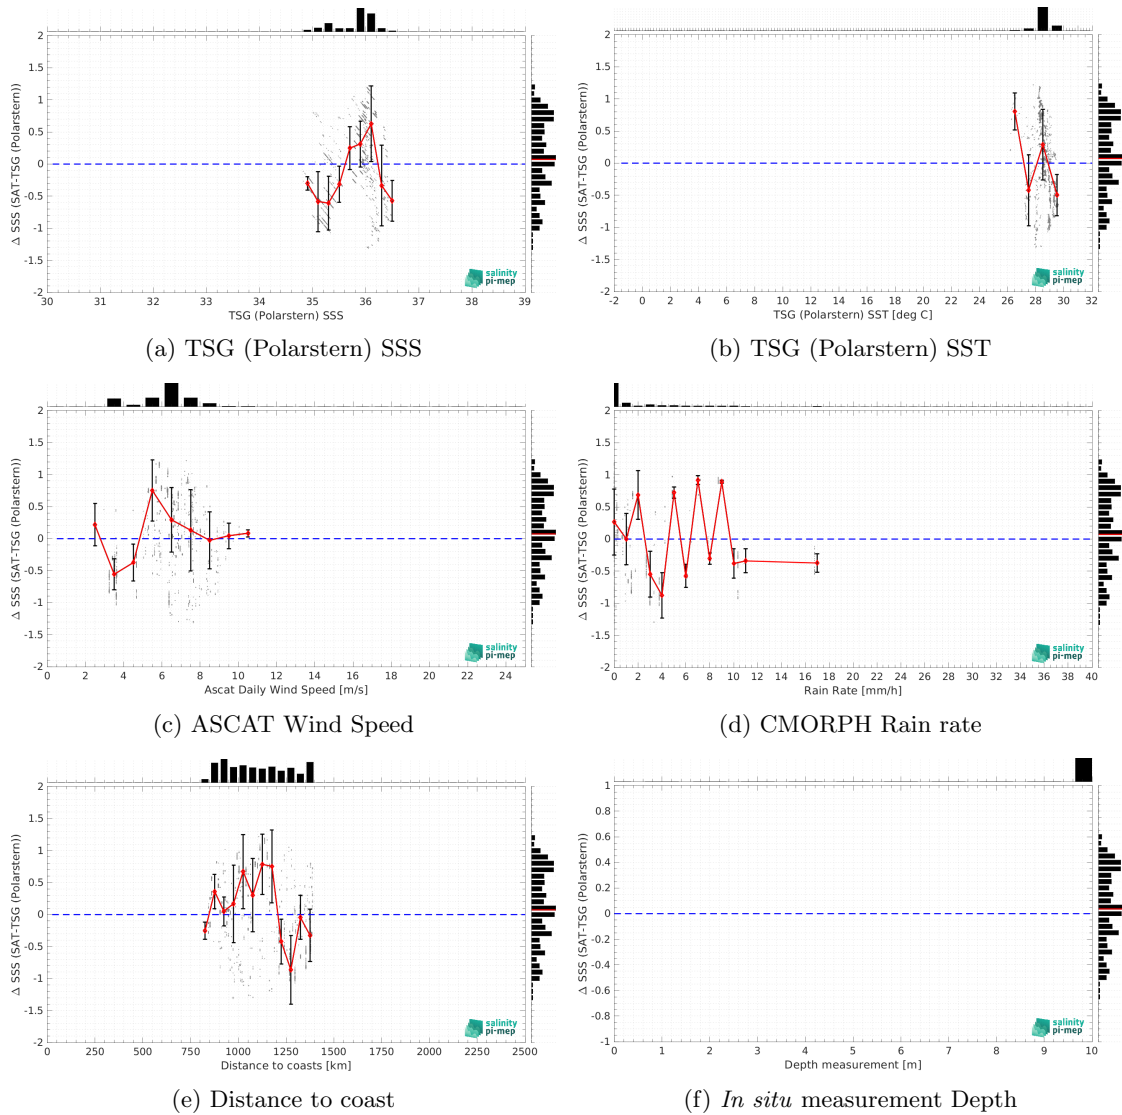 2
1.5
1
0.5
0
-0.5
-1
-1.5
-2
Δ SSS (SAT-TSG (Polarstern))
30 31 32 33 34 35 36 37 38 39
TSG (Polarstern) SSS
salinity
pi-mep
(a) TSG (Polarstern) SSS
2
1.5
1
0.5
0
-0.5
-1
-1.5
-2
Δ SSS (SAT-TSG (Polarstern))
-2 0 2 4 6 8 10 12 14 16 18 20 22 24 26 28 30 32
TSG (Polarstern) SST [deg C]
salinity
pi-mep
(b) TSG (Polarstern) SST
2
1.5
1
0.5
0
-0.5
-1
-1.5
-2
Δ SSS (SAT-TSG (Polarstern))
0 2 4 6 8 10 12 14 16 18 20 22 24
Ascat Daily Wind Speed [m/s]
salinity
pi-mep
(c) ASCAT Wind Speed
2
1.5
1
0.5
0
-0.5
-1
-1.5
-2
Δ SSS (SAT-TSG (Polarstern))
0 2 4 6 8 10 12 14 16 18 20 22 24 26 28 30 32 34 36 38 40
Rain Rate [mm/h]
salinity
pi-mep
(d) CMORPH Rain rate
2
1.5
1
0.5
0
-0.5
-1
-1.5
-2
Δ SSS (SAT-TSG (Polarstern))
0 250 500 750 1000 1250 1500 1750 2000 2250 2500
Distance to coasts [km]
salinity
pi-mep
(e) Distance to coast
1
0.8
0.6
0.4
0.2
0
-0.2
-0.4
-0.6
-0.8
-1
Δ SSS (SAT-TSG (Polarstern))
0 1 2 3 4 5 6 7 8 9 10
Depth measurement [m]
salinity
pi-mep
(f) In situ measurement Depth